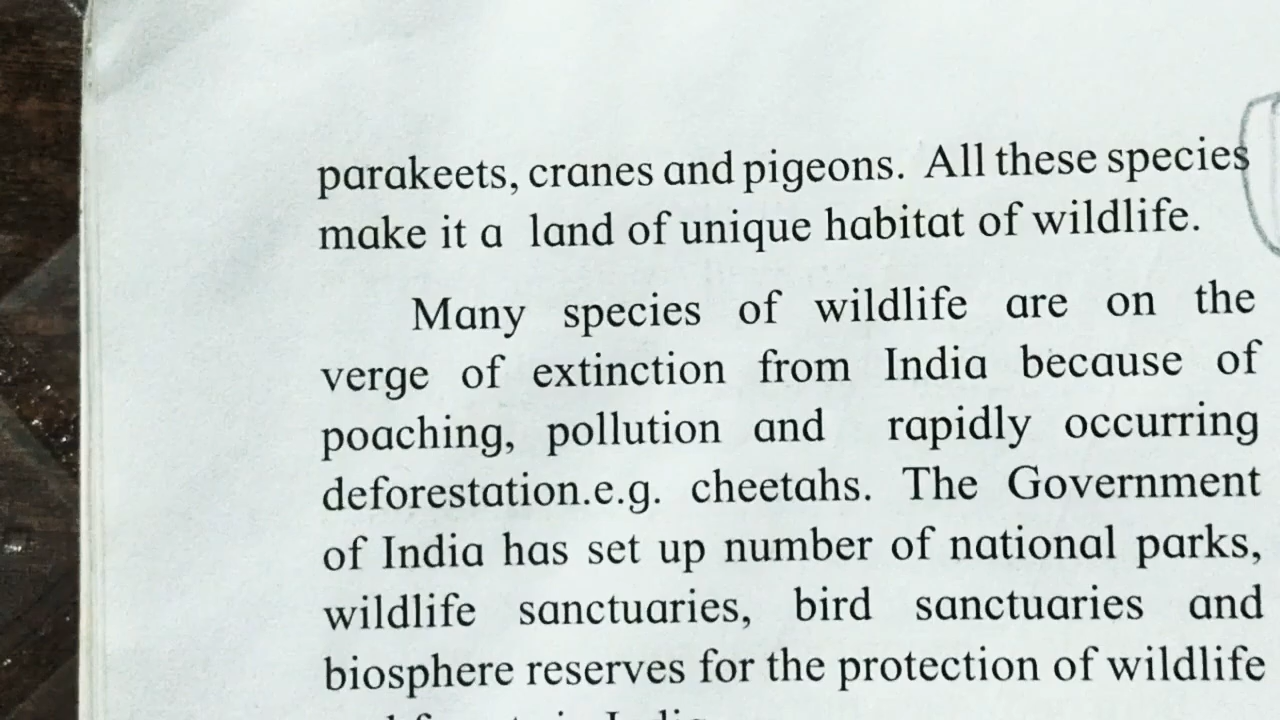 parakeets, cranes and pigeons. All these species
make it a land of unique habitat of wildlife.
Many species of wildlife are on the
verge of extinction from India because of
poaching, pollution and rapidly occurring
deforestation.e.g. cheetahs. The Government
of India has set up number of national parks,
wildlife sanctuaries, bird sanctuaries and
biosphere reserves for the protection of wildlife